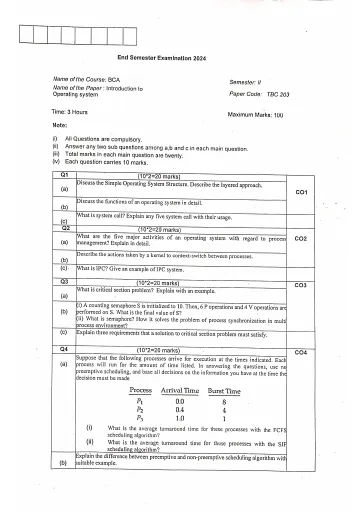 End Semester Examination 2024
Name of the Course: BCA
Semester: II
Name of the Paper : Introduction to
Operating system
Paper Code: TBC 203
Time: 3 Hours
Maximum Marks: 100
Note:
(i) All Questions are compulsory.
(ii) Answer any two sub questions among a,b and c in each main question.
(iii) Total marks in each main question are twenty.
(iv) Each question carries 10 marks.
Q1 (10*2=20 marks)
(a) Discuss the Simple Operating System Structure. Describe the layered approach.
CO1
(b) Discuss the functions of an operating system in detail.
(c) What is system call? Explain any five system call with their usage.
Q2 (10*2=20 marks)
(a) What are the five major activities of an operating system with regard to process
management? Explain in detail.
CO2
(b) Describe the actions taken by a kernel to context-switch between processes.
(c) What is IPC? Give an example of IPC system.
Q3 (10*2=20 marks)
CO3
(a) What is critical section problem? Explain with an example.
(b) (i) A counting semaphore S is initialized to 10. Then, 6 P operations and 4 V operations are
performed on S. What is the final value of S?
(ii) What is semaphore? How it solves the problem of process synchronization in multi
process environment?
(c) Explain three requirements that a solution to critical section problem must satisfy.
Q4 (10*2=20 marks)
CO4
(a) Suppose that the following processes arrive for execution at the times indicated. Each
process will run for the amount of time listed. In answering the questions, use no
preemptive scheduling, and base all decisions on the information you have at the time the
decision must be made
Process Arrival Time Burst Time
P1 0.0 8
P2 0.4 4
P3 1.0 1
(i) What is the average turnaround time for these processes with the FCFS
scheduling algorithm?
(ii) What is the average turnaround time for these processes with the SJF
scheduling algorithm?
(b) Explain the difference between preemptive and non-preemptive scheduling algorithm with
suitable example.